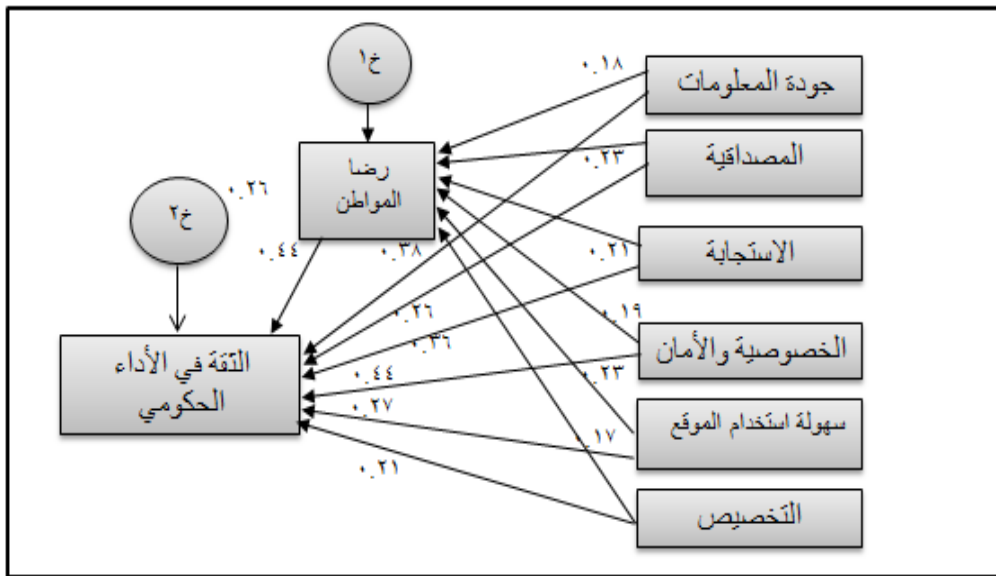 خ١
٠.١٨
جودة المعلومات
رضا
المواطن
٠.٢٣
المصداقية
٠.٢٦
خ٢
٠.٤٤
٠.٣٨
٠.٢١
الاستجابة
٠.٢٦
٠.١٩
الثقة في الأداء
الحكومي
٠.٣٦
الخصوصية والأمان
٠.٤٤
٠.٢٣
٠.٢٧
٠.١٧
سهولة استخدام الموقع
٠.٢١
التخصيص